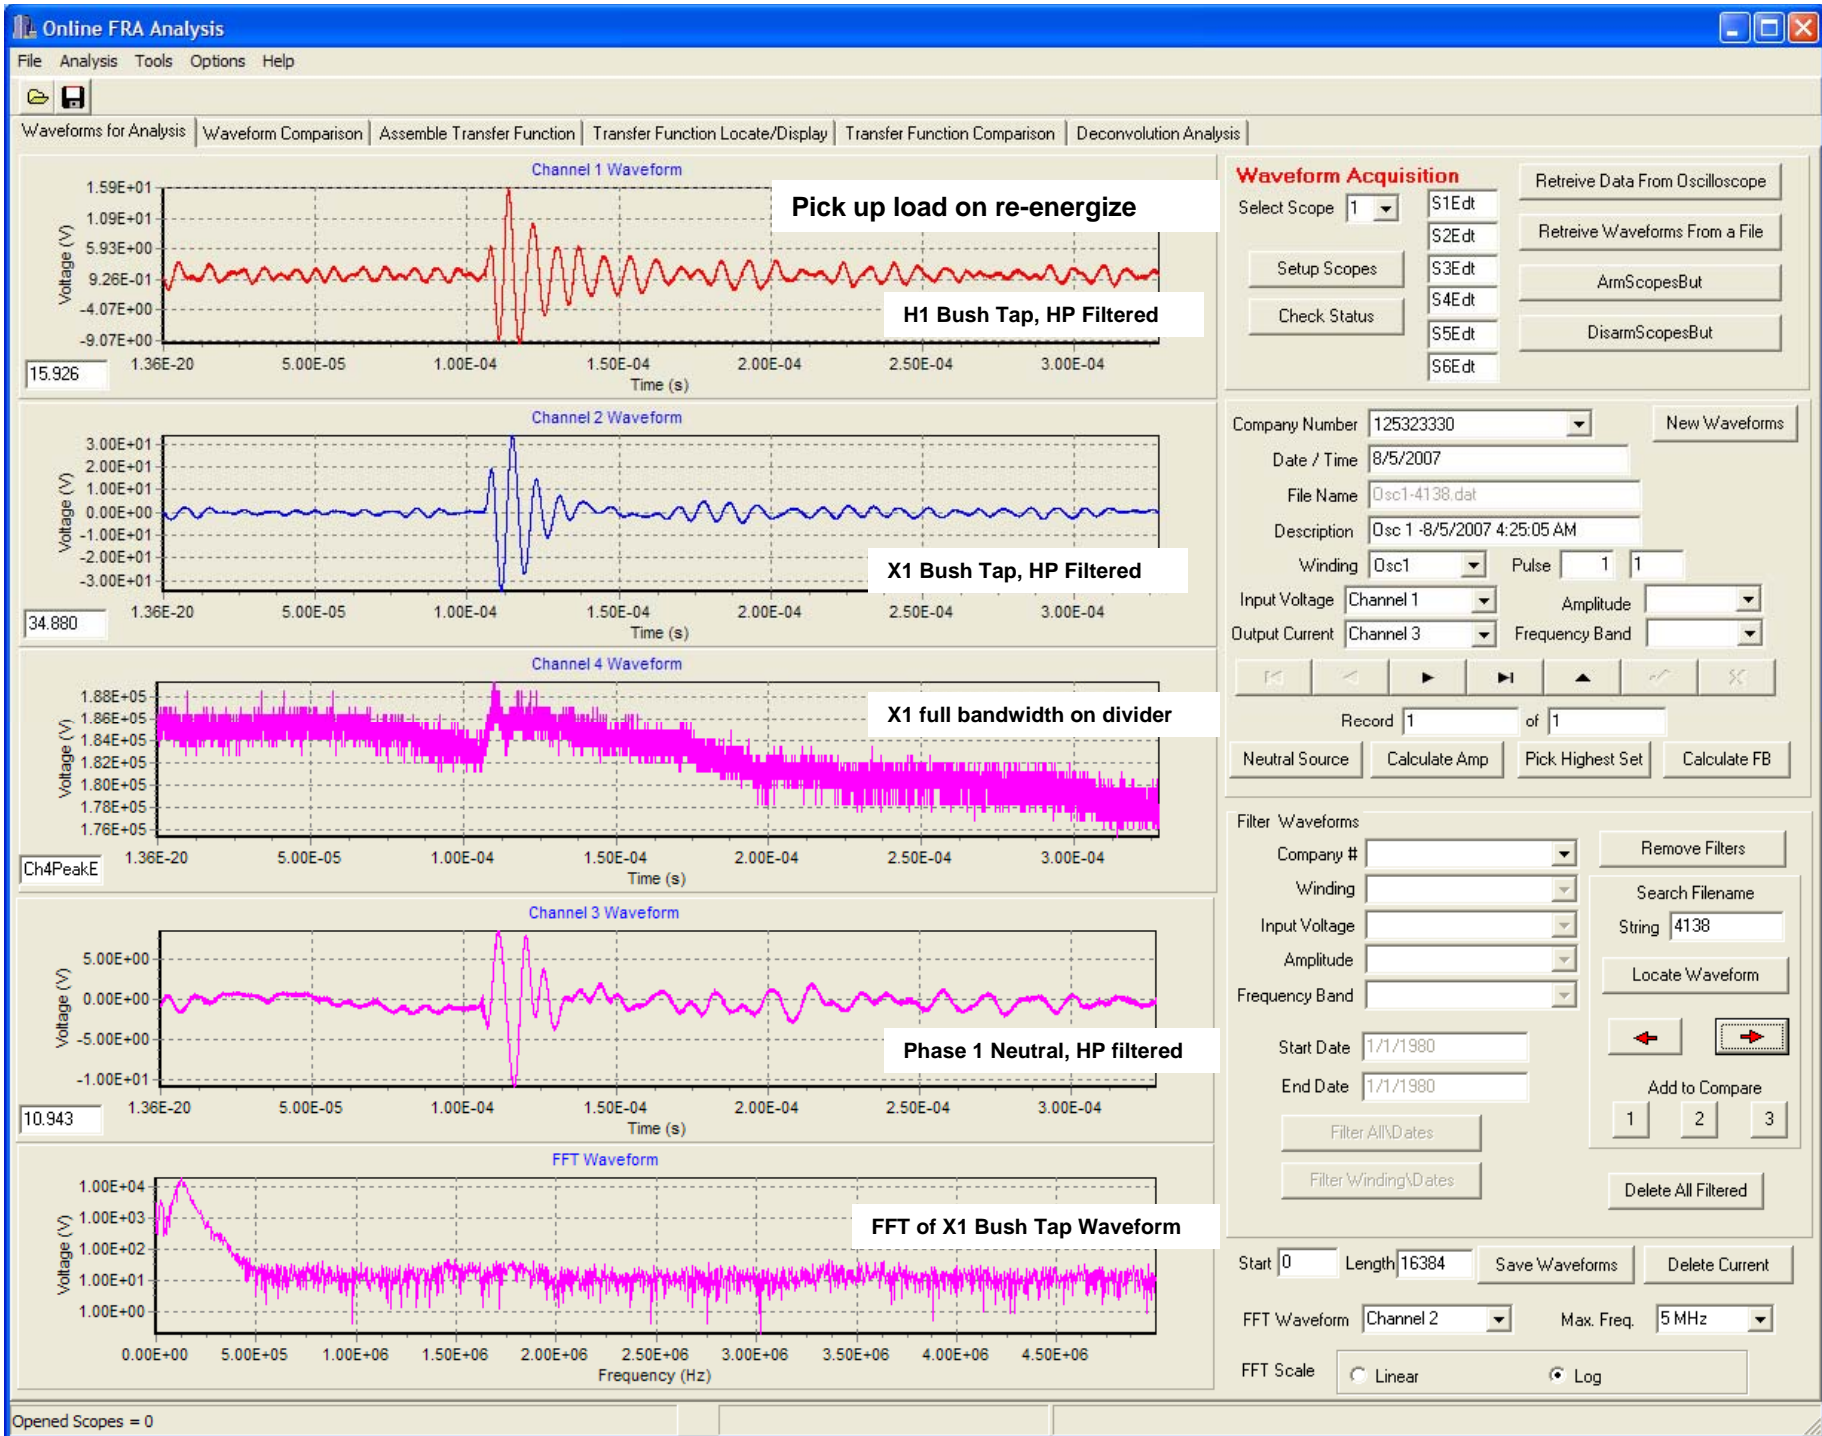 Online FRA Analysis
File Analysis Tools Options Help
Waveforms for Analysis Waveform Comparison Assemble Transfer Function Transfer Function Locate/Display Transfer Function Comparison Deconvolution Analysis
Channel 1 Waveform
Pick up load on re-energize
H1 Bush Tap, HP Filtered
Voltage (V)
1.59E+01
1.09E+01
5.93E+00
9.26E-01
-4.07E+00
-9.07E+00
1.36E-20 5.00E-05 1.00E-04 1.50E-04 2.00E-04 2.50E-04 3.00E-04
Time (s)
15.926
Channel 2 Waveform
X1 Bush Tap, HP Filtered
Voltage (V)
3.00E+01
2.00E+01
1.00E+01
0.00E+00
-1.00E+01
-2.00E+01
-3.00E+01
1.36E-20 5.00E-05 1.00E-04 1.50E-04 2.00E-04 2.50E-04 3.00E-04
Time (s)
34.880
Channel 4 Waveform
X1 full bandwidth on divider
Voltage (V)
1.88E+05
1.86E+05
1.84E+05
1.82E+05
1.80E+05
1.78E+05
1.76E+05
1.36E-20 5.00E-05 1.00E-04 1.50E-04 2.00E-04 2.50E-04 3.00E-04
Time (s)
Ch4PeakE
Channel 3 Waveform
Phase 1 Neutral, HP filtered
Voltage (V)
5.00E+00
0.00E+00
-5.00E+00
-1.00E+01
1.36E-20 5.00E-05 1.00E-04 1.50E-04 2.00E-04 2.50E-04 3.00E-04
Time (s)
10.943
FFT Waveform
FFT of X1 Bush Tap Waveform
Voltage (V)
1.00E+04
1.00E+03
1.00E+02
1.00E+01
1.00E+00
0.00E+00 5.00E+05 1.00E+06 1.50E+06 2.00E+06 2.50E+06 3.00E+06 3.50E+06 4.00E+06 4.50E+06
Frequency (Hz)
Waveform Acquisition
Select Scope 1
S1Edt
S2Edt
S3Edt
S4Edt
S5Edt
S6Edt
Setup Scopes
Check Status
Retreive Data From Oscilloscope
Retreive Waveforms From a File
ArmScopesBut
DisarmScopesBut
Company Number 125323330 New Waveforms
Date / Time 8/5/2007
File Name Osc1-4138.dat
Description Osc 1 -8/5/2007 4:25:05 AM
Winding Osc1 Pulse 1 1
Input Voltage Channel 1 Amplitude
Output Current Channel 3 Frequency Band
Record 1 of 1
Neutral Source Calculate Amp Pick Highest Set Calculate FB
Filter Waveforms
Company #
Winding
Input Voltage
Amplitude
Frequency Band
Start Date 1/1/1980
End Date 1/1/1980
Filter All\Dates
Filter Winding\Dates
Remove Filters
Search Filename
String 4138
Locate Waveform
Add to Compare
1 2 3
Delete All Filtered
Start 0 Length 16384 Save Waveforms Delete Current
FFT Waveform Channel 2 Max. Freq. 5 MHz
FFT Scale Linear Log
Opened Scopes = 0